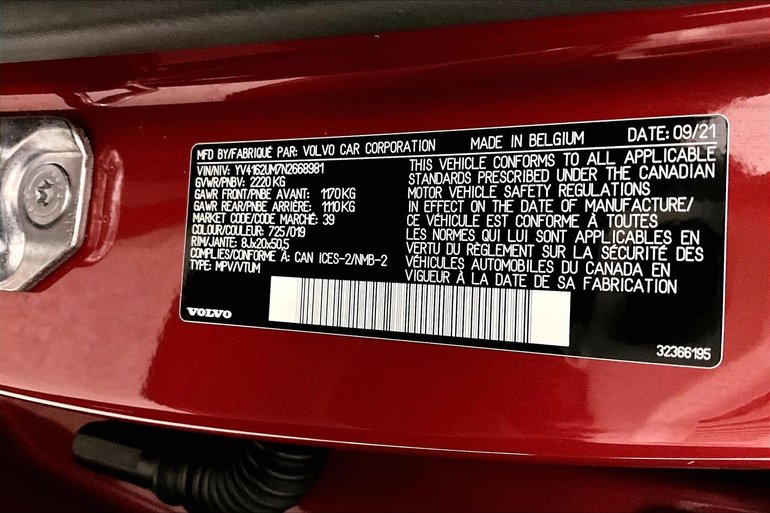 MFD BY/FABRIQUÉ PAR: VOLVO CAR CORPORATION MADE IN BELGIUM DATE: 09/21
VIN/NIV: YV4162UM7N2668981
GVWR/PNBV: 2220 KG
GAWR FRONT/PNBE AVANT: 1170 KG
GAWR REAR/PNBE ARRIÈRE: 1110 KG
MARKET CODE/CODE MARCHÉ: 39
COLOUR/COULEUR: 725/019
RIM/JANTE: 8Jx20x50,5
COMPLIES/CONFORME À: CAN ICES-2/NMB-2
TYPE: MPV/VTUM
THIS VEHICLE CONFORMS TO ALL APPLICABLE
STANDARDS PRESCRIBED UNDER THE CANADIAN
MOTOR VEHICLE SAFETY REGULATIONS
IN EFFECT ON THE DATE OF MANUFACTURE/
CE VÉHICULE EST CONFORME À TOUTES
LES NORMES QUI LUI SONT APPLICABLES EN
VERTU DU RÈGLEMENT SUR LA SÉCURITÉ DES
VÉHICULES AUTOMOBILES DU CANADA EN
VIGUEUR À LA DATE DE SA FABRICATION
VOLVO
32366195